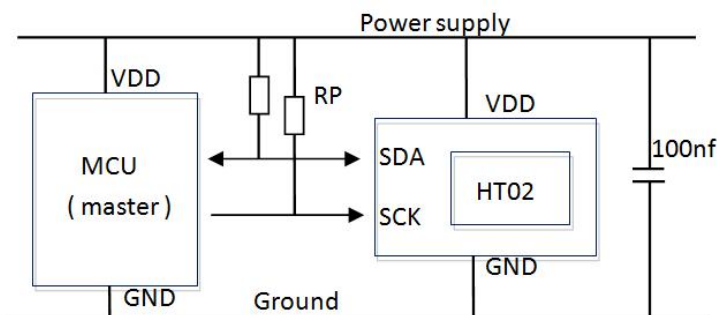 Power supply
VDD
RP
VDD
MCU
( master )
SDA
HT02
SCK
100nf
GND
GND
Ground